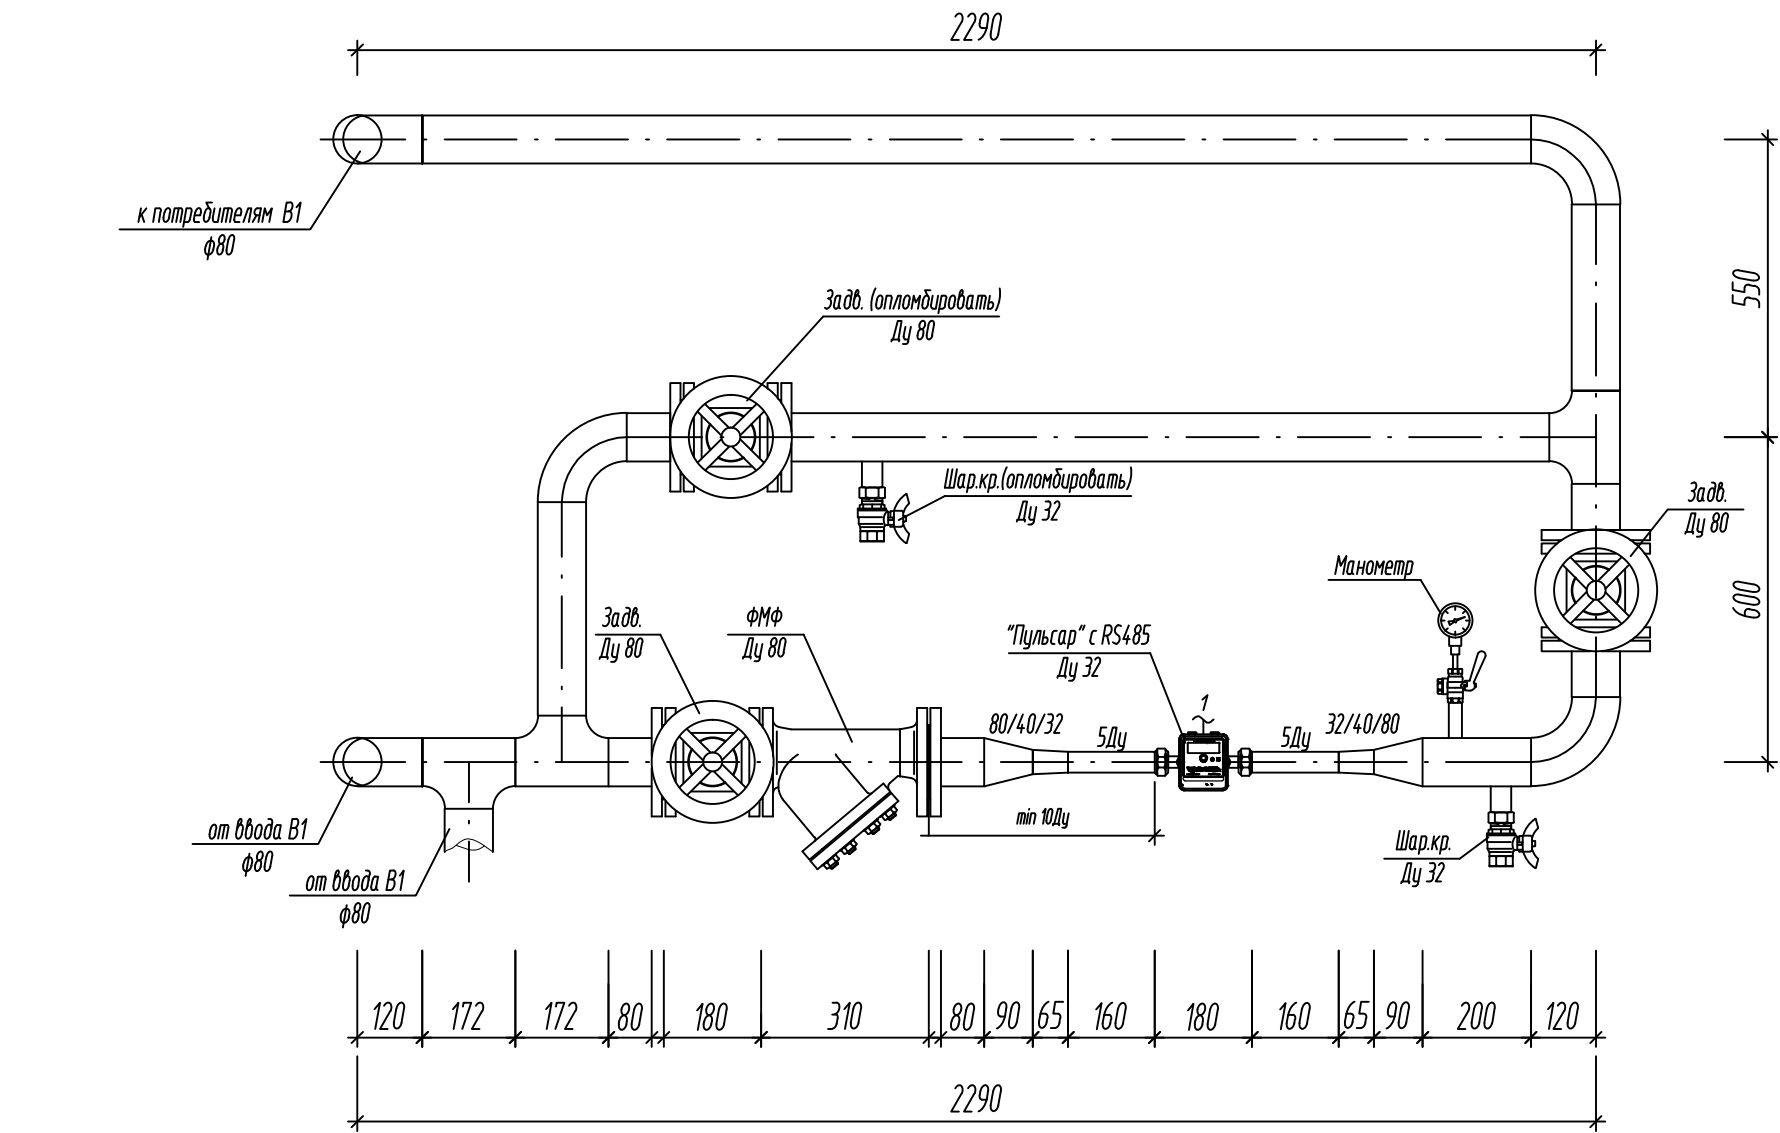 2290
к потребителям В1
ф80
550
Задв. (опломбировать)
Ду 80
Шар.кр.(опломбировать)
Ду 32
Задв.
Ду 80
Манометр
600
Задв.
Ду 80
ФМФ
Ду 80
"Пульсар" с RS485
Ду 32
1
80/40/32
5Ду
5Ду
32/40/80
min 10Ду
от ввода В1
ф80
от ввода В1
ф80
Шар.кр.
Ду 32
120 172 172 80 180 310 80 90 65 160 180 160 65 90 200 120
2290